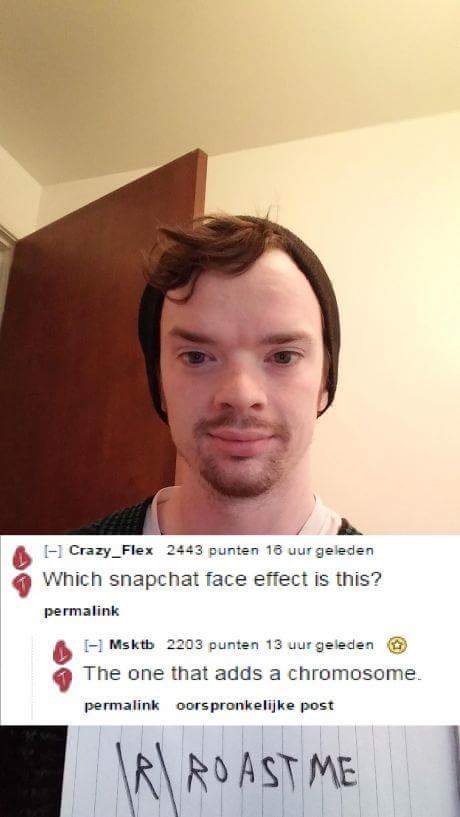 [–] Crazy_Flex 2443 punten 16 uur geleden
Which snapchat face effect is this?
permalink
[–] Msktb 2203 punten 13 uur geleden
The one that adds a chromosome.
permalink oorspronkelijke post
\R\ ROAST ME